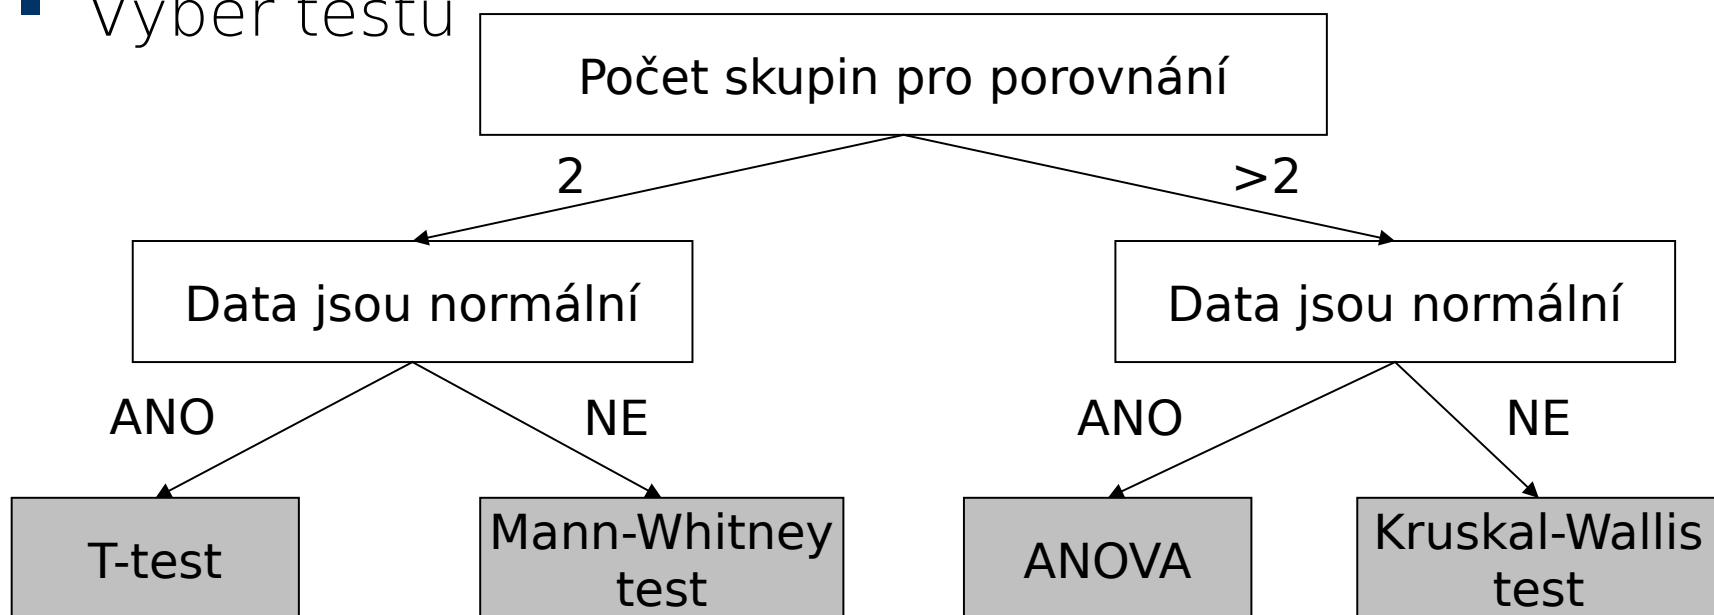 Výběr testu
Počet skupin pro porovnání
2
>2
Data jsou normální
Data jsou normální
ANO
NE
ANO
NE
T-test
Mann-Whitney
test
ANOVA
Kruskal-Wallis
test